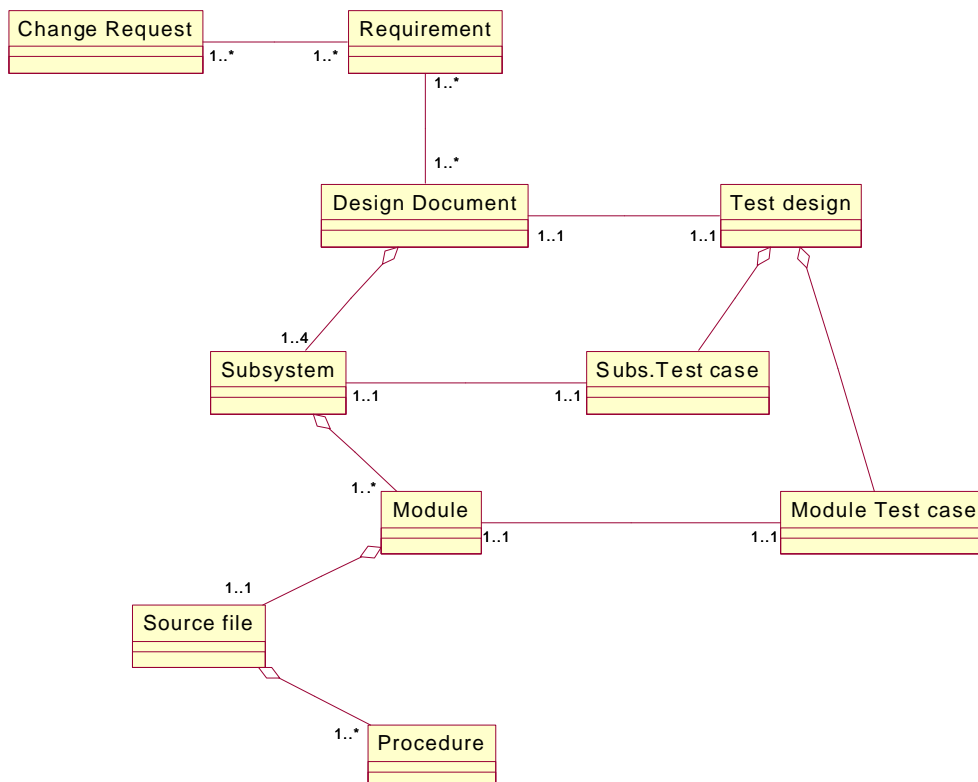 Change Request
Requirement
1..*
1..*
1..*
1..*
Design Document
Test design
1..1
1..1
1..4
Subsystem
Subs.Test case
1..1
1..1
1..*
Module
Module Test case
1..1
1..1
1..1
Source file
1..*
Procedure